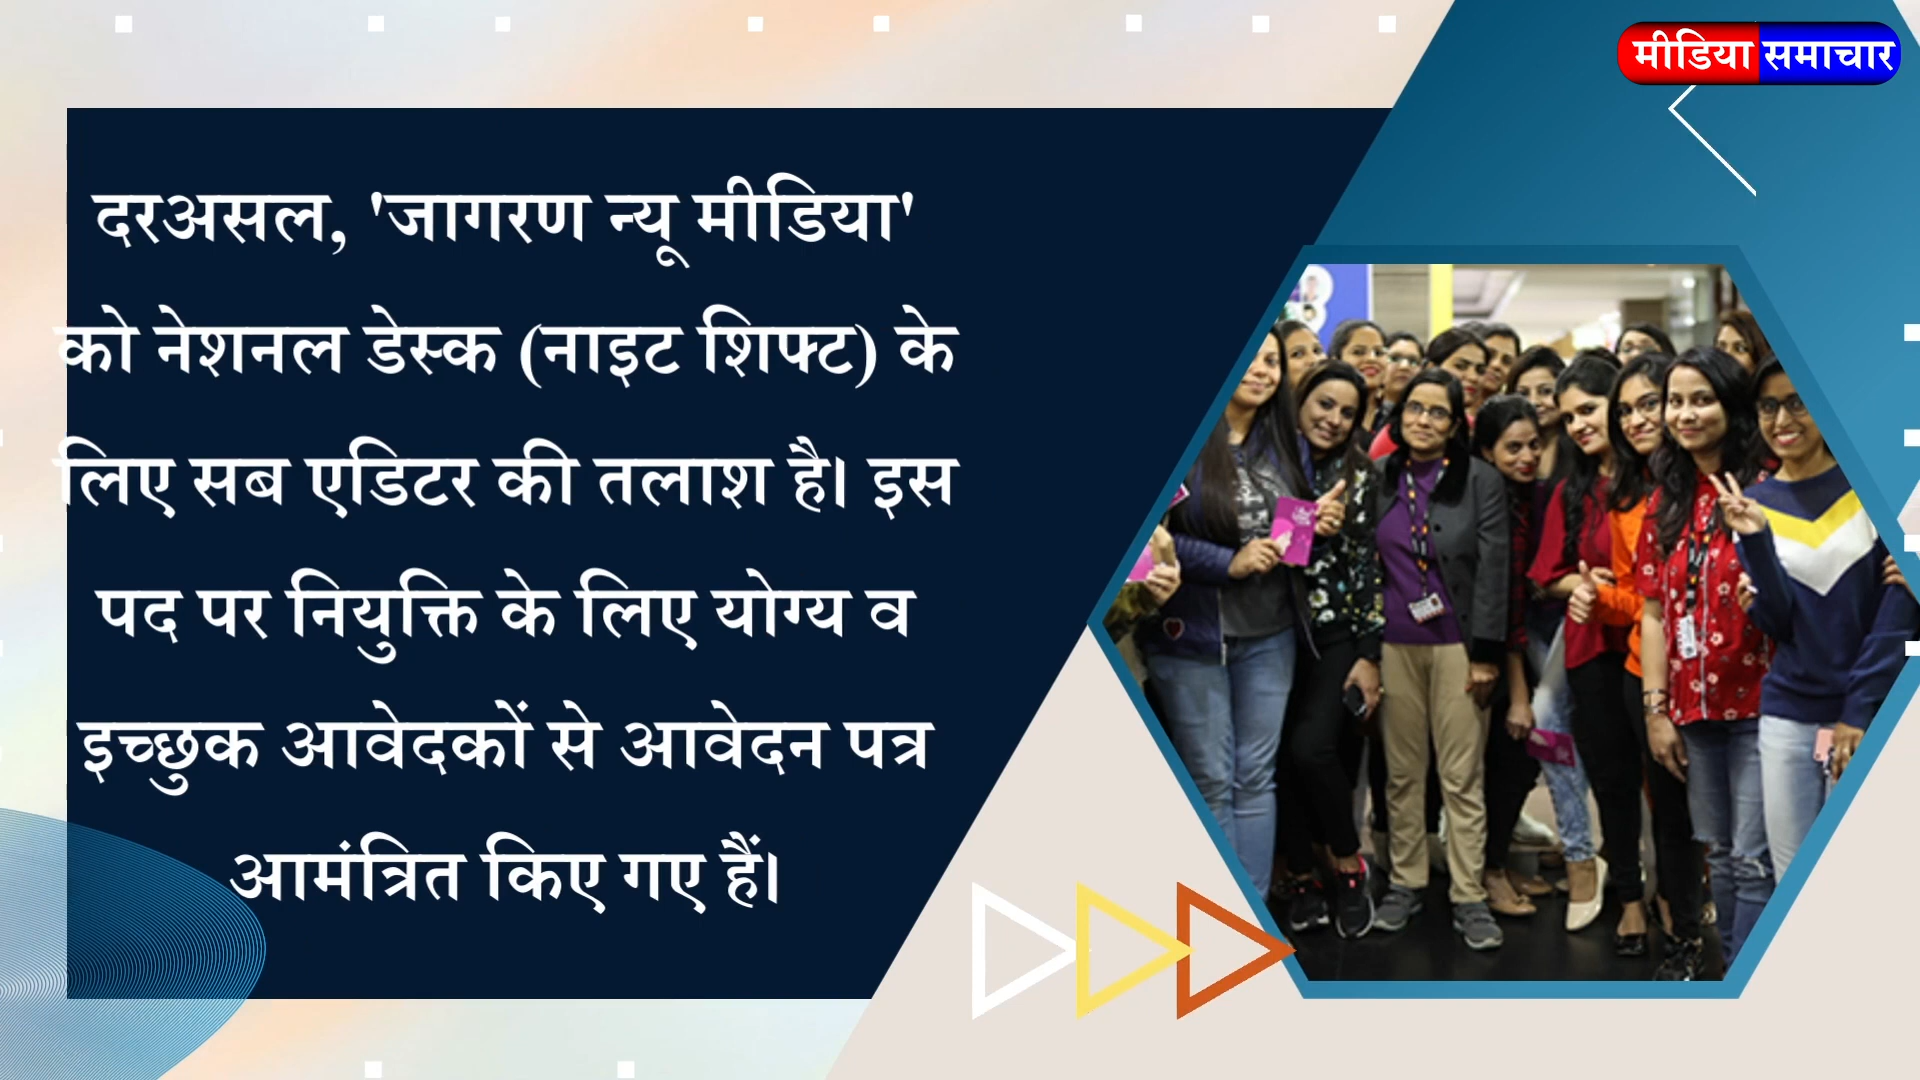 मीडिया समाचार
दरअसल, 'जागरण न्यू मीडिया'
को नेशनल डेस्क (नाइट शिफ्ट) के
लिए सब एडिटर की तलाश है। इस
पद पर नियुक्ति के लिए योग्य व
इच्छुक आवेदकों से आवेदन पत्र
आमंत्रित किए गए हैं।